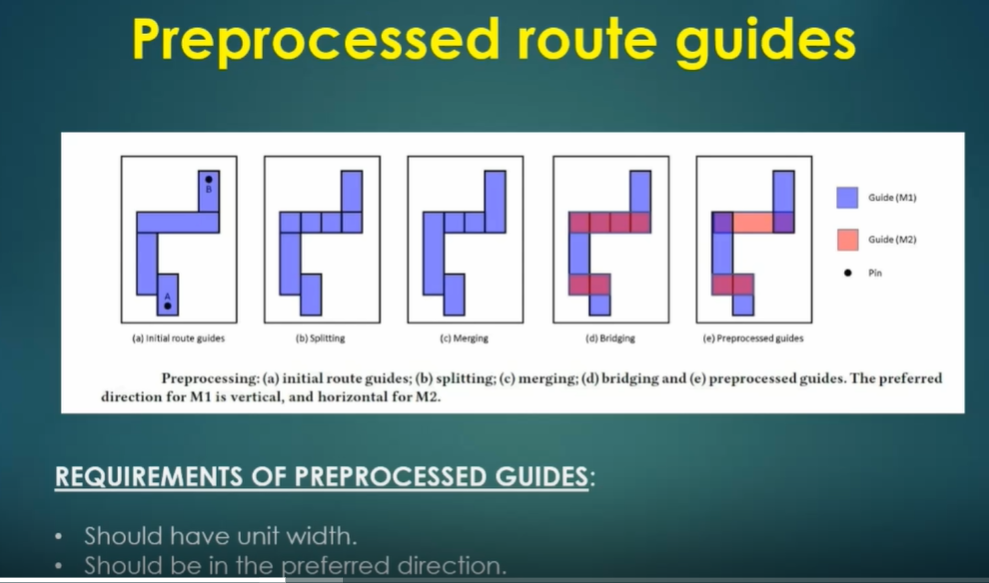 Preprocessed route guides
B
A
Guide (M1)
Guide (M2)
Pin
(a) Initial route guides
(b) Splitting
(c) Merging
(d) Bridging
(e) Preprocessed guides
Preprocessing: (a) initial route guides; (b) splitting; (c) merging; (d) bridging and (e) preprocessed guides. The preferred
direction for M1 is vertical, and horizontal for M2.
REQUIREMENTS OF PREPROCESSED GUIDES:
• Should have unit width.
• Should be in the preferred direction.